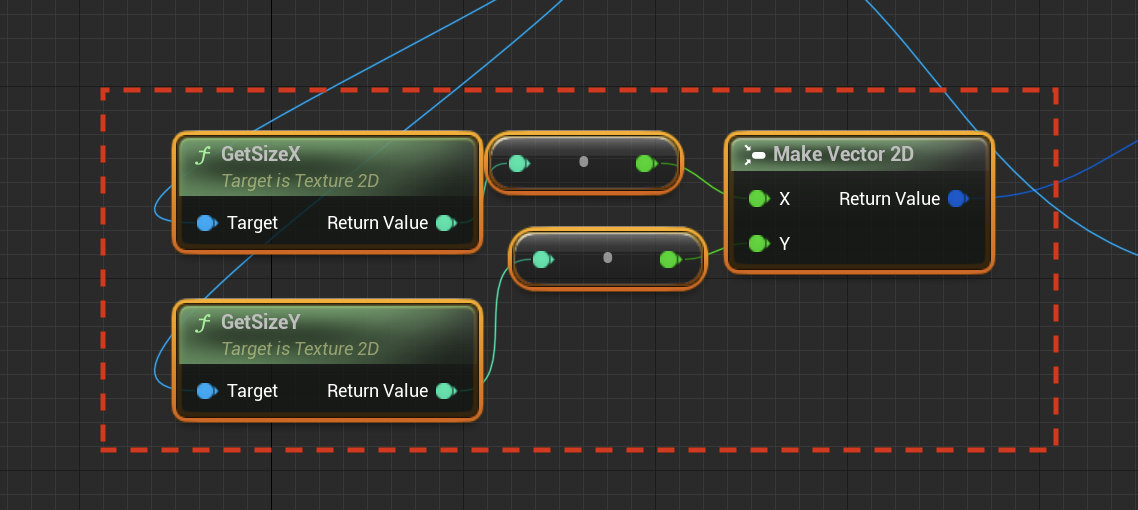 GetSizeX
Target is Texture 2D
Target Return Value
Make Vector 2D
X Return Value
Y
GetSizeY
Target is Texture 2D
Target Return Value